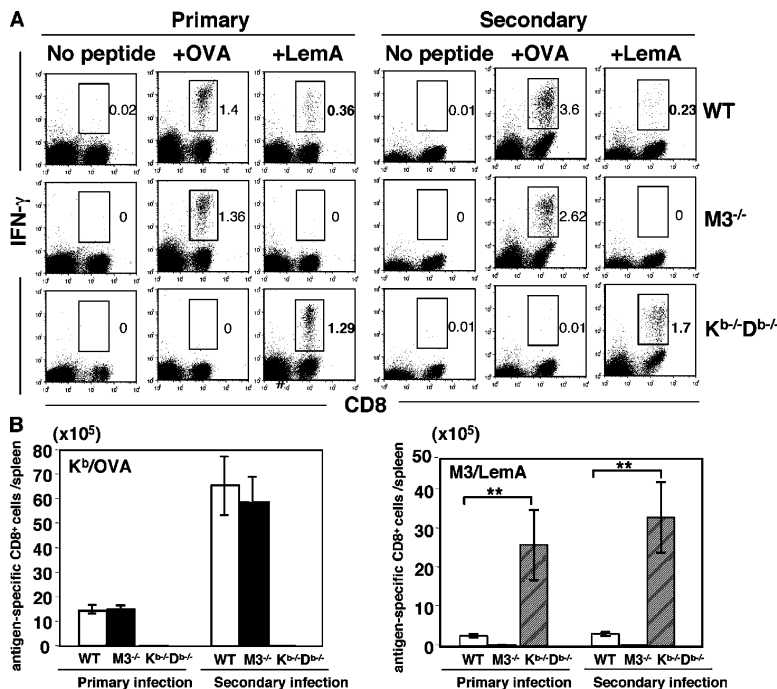 A
Primary
Secondary
No peptide +OVA +LemA No peptide +OVA +LemA
0.02 1.4 0.36 0.01 3.6 0.23 WT
0 1.36 0 0 2.62 0 M3-/-
0 0 1.29 0.01 0.01 1.7 Kb-/-Db-/-
#
IFN-γ
CD8
B
(x10⁵)
Kb/OVA
antigen-specific CD8+ cells /spleen
80
70
60
50
40
30
20
10
0
WT M3-/- Kb-/-Db-/- WT M3-/- Kb-/-Db-/-
Primary infection Secondary infection
(x10⁵)
M3/LemA
antigen-specific CD8+ cells /spleen
50
40
30
20
10
0
** **
WT M3-/- Kb-/-Db-/- WT M3-/- Kb-/-Db-/-
Primary infection Secondary infection